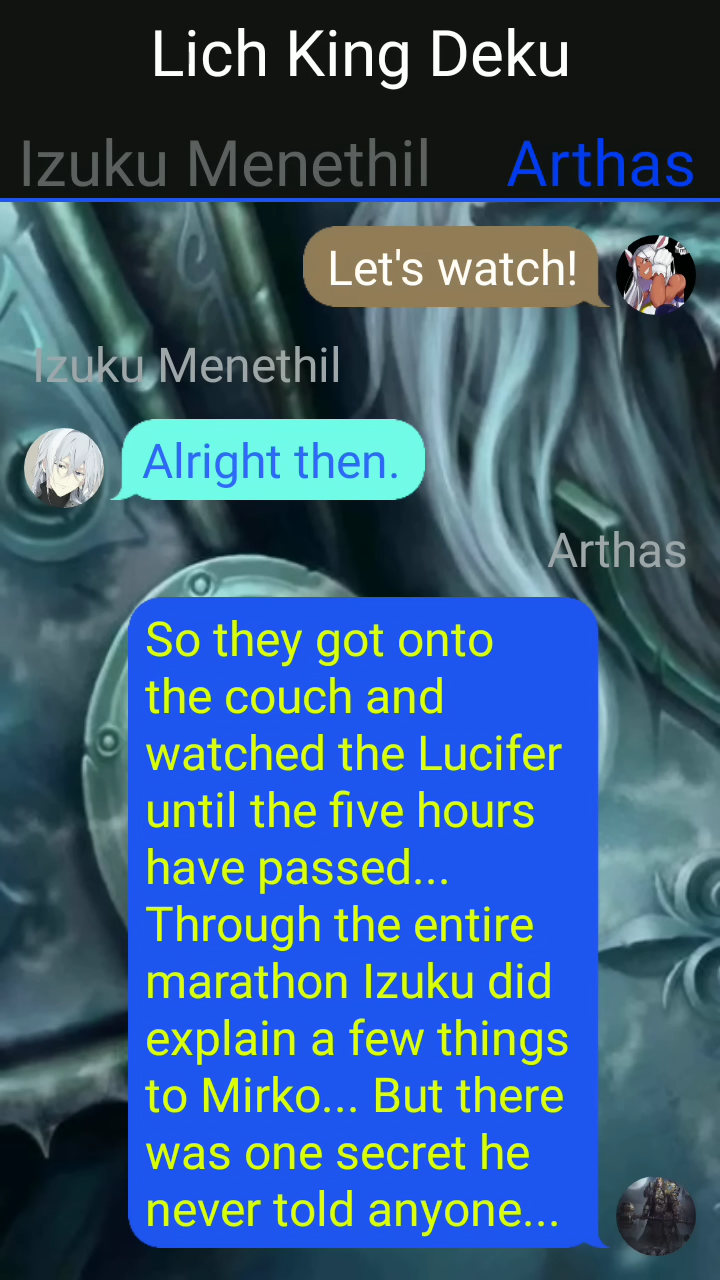 Lich King Deku
Izuku Menethil Arthas
Let's watch!
Izuku Menethil
Alright then.
Arthas
So they got onto
the couch and
watched the Lucifer
until the five hours
have passed...
Through the entire
marathon Izuku did
explain a few things
to Mirko... But there
was one secret he
never told anyone...